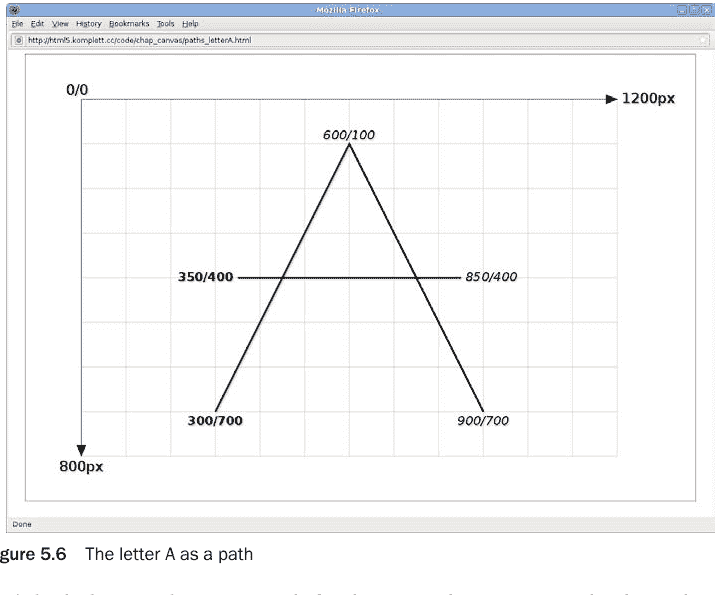 Mozilla Firefox
File Edit View History Bookmarks Tools Help
http://html5.komplett.cc/code/chap_canvas/paths_letterA.html
0/0
1200px
600/100
350/400
850/400
300/700
900/700
800px
Done
gure 5.6 The letter A as a path